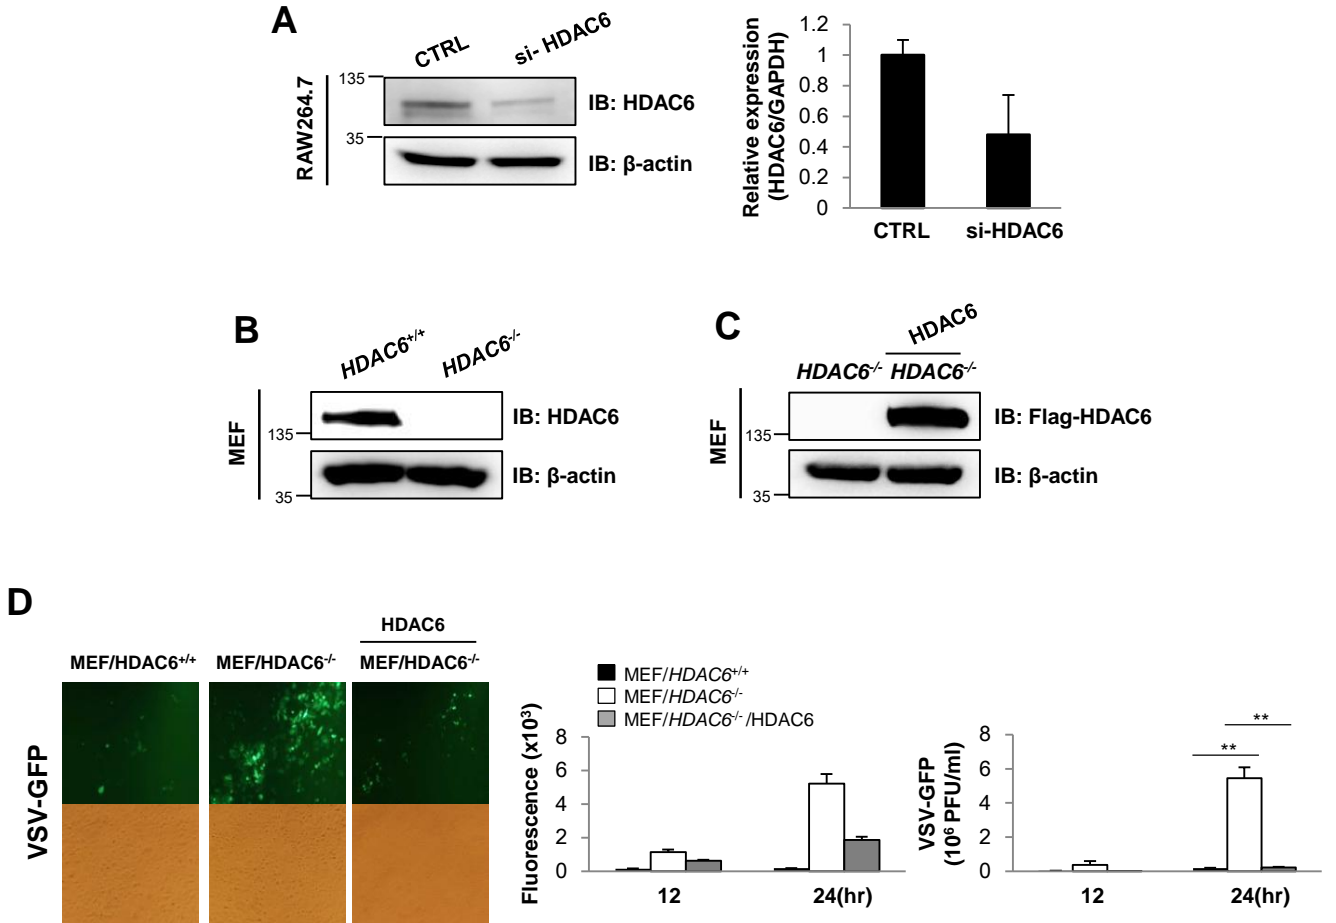 A
CTRL si- HDAC6
RAW264.7
135
IB: HDAC6
35
IB: β-actin
Relative expression
(HDAC6/GAPDH)
1.2
1
0.8
0.6
0.4
0.2
0
CTRL si-HDAC6
B
HDAC6+/+ HDAC6-/-
MEF
IB: HDAC6
135
IB: β-actin
35
C
HDAC6
HDAC6-/- HDAC6-/-
MEF
IB: Flag-HDAC6
135
IB: β-actin
35
D
HDAC6
MEF/HDAC6+/+ MEF/HDAC6-/- MEF/HDAC6-/-
VSV-GFP
MEF/HDAC6+/+
MEF/HDAC6-/-
MEF/HDAC6-/- /HDAC6
Fluorescence (x10³)
8
6
4
2
0
12 24(hr)
VSV-GFP
(10⁶ PFU/ml)
8
6
4
2
0
**
**
12 24(hr)